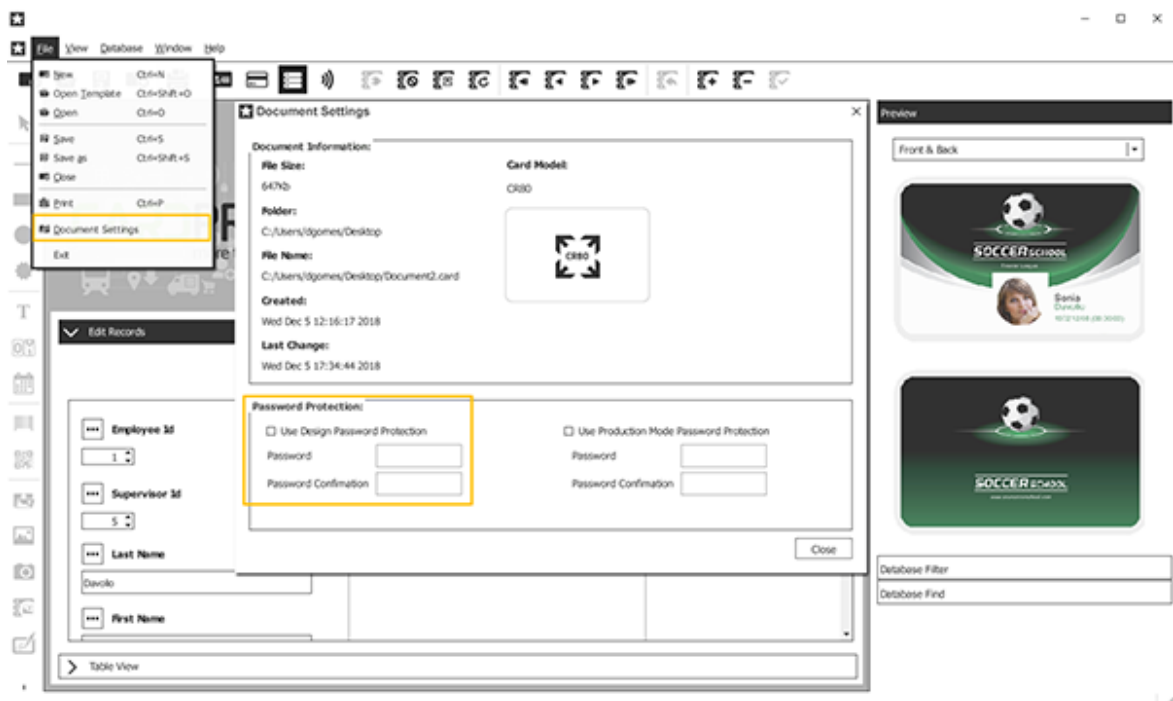 File View Database Window Help
New Ctrl+N
Open Template Ctrl+Shift+O
Open Ctrl+O
Save Ctrl+S
Save as Ctrl+Shift+S
Close
Print Ctrl+P
Document Settings
Exit
Document Settings
Document Information:
File Size:
647Kb
Folder:
C:/Users/dgomes/Desktop
File Name:
C:/Users/dgomes/Desktop/Document2.card
Created:
Wed Dec 5 12:16:17 2018
Last Change:
Wed Dec 5 17:34:44 2018
Card Model:
CR80
CR80
Password Protection:
Use Design Password Protection
Password
Password Confimation
Use Production Mode Password Protection
Password
Password Confimation
Close
Edit Records
Employee Id
1
Supervisor Id
5
Last Name
Davolio
First Name
Table View
Preview
Front & Back
SOCCER SCHOOL
Sonia
SOCCER SCHOOL
Database Filter
Database Find